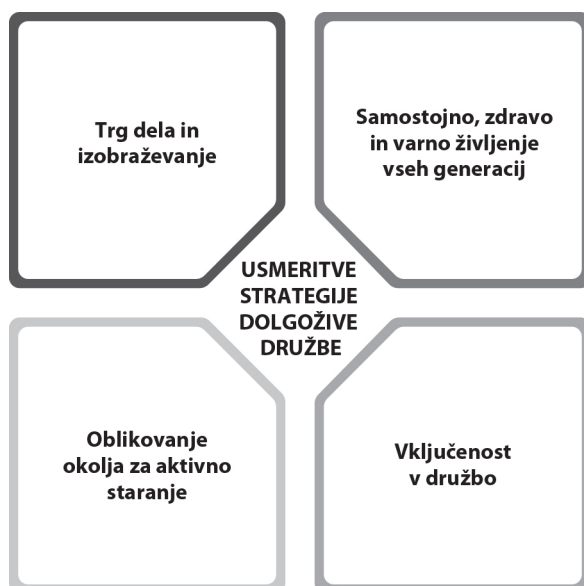 Trg dela in
izobraževanje
Samostojno, zdravo
in varno življenje
vseh generacij
USMERITVE
STRATEGIJE
DOLGOŽIVE
DRUŽBE
Oblikovanje
okolja za aktivno
staranje
Vključenost
v družbo